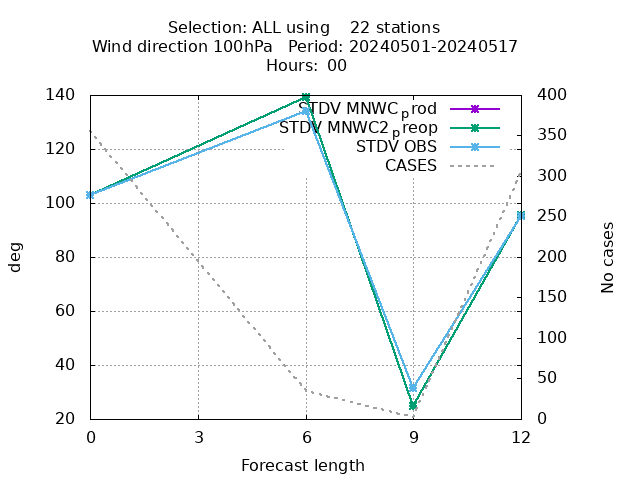 Selection: ALL using 22 stations
Wind direction 100hPa Period: 20240501-20240517
Hours: 00
STDV MNWC_prod
STDV MNWC2_preop
STDV OBS
CASES
140
120
100
80
60
40
20
400
350
300
250
200
150
100
50
0
deg
No cases
0 3 6 9 12
Forecast length